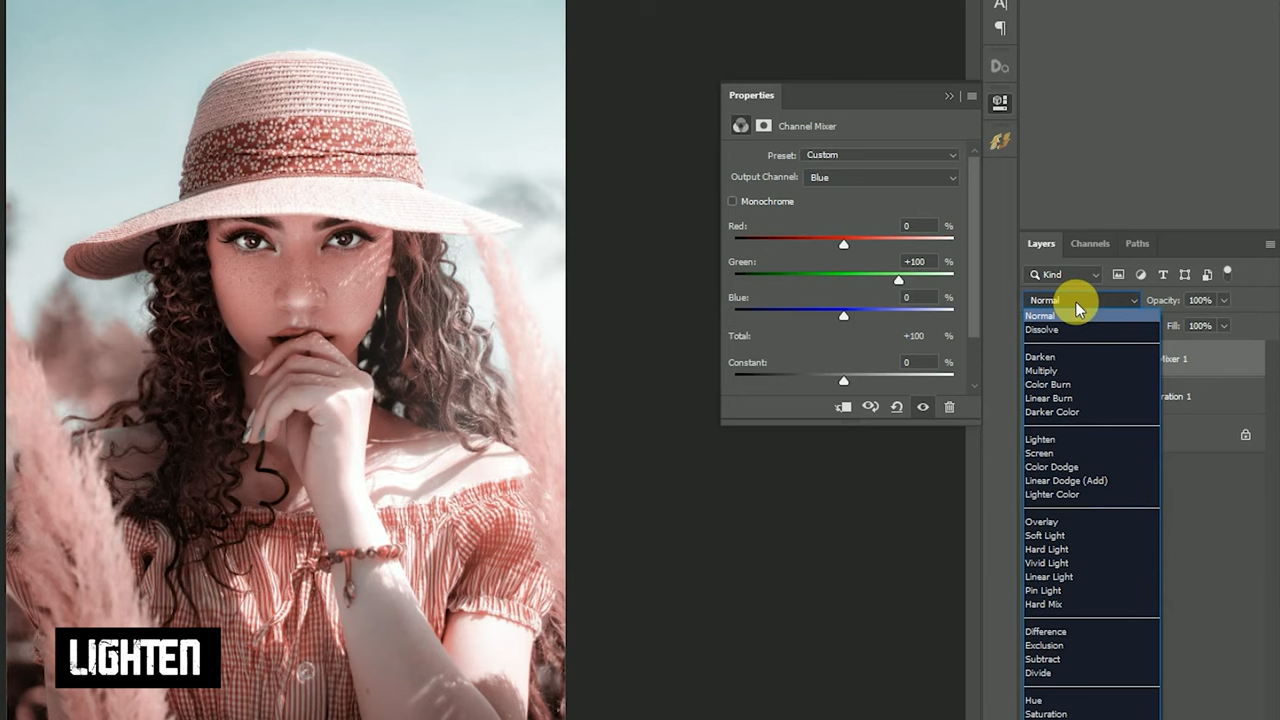 LIGHTEN
Properties
Channel Mixer
Preset: Custom
Output Channel: Blue
Monochrome
Red: 0 %
Green: +100 %
Blue: 0 %
Total: +100 %
Constant: 0 %
A|
¶
Layers Channels Paths
Kind
Normal Opacity: 100%
Fill: 100%
Normal
Dissolve
Darken
Multiply
Color Burn
Linear Burn
Darker Color
Lighten
Screen
Color Dodge
Linear Dodge (Add)
Lighter Color
Overlay
Soft Light
Hard Light
Vivid Light
Linear Light
Pin Light
Hard Mix
Difference
Exclusion
Subtract
Divide
Hue
Saturation
ixer 1
ration 1